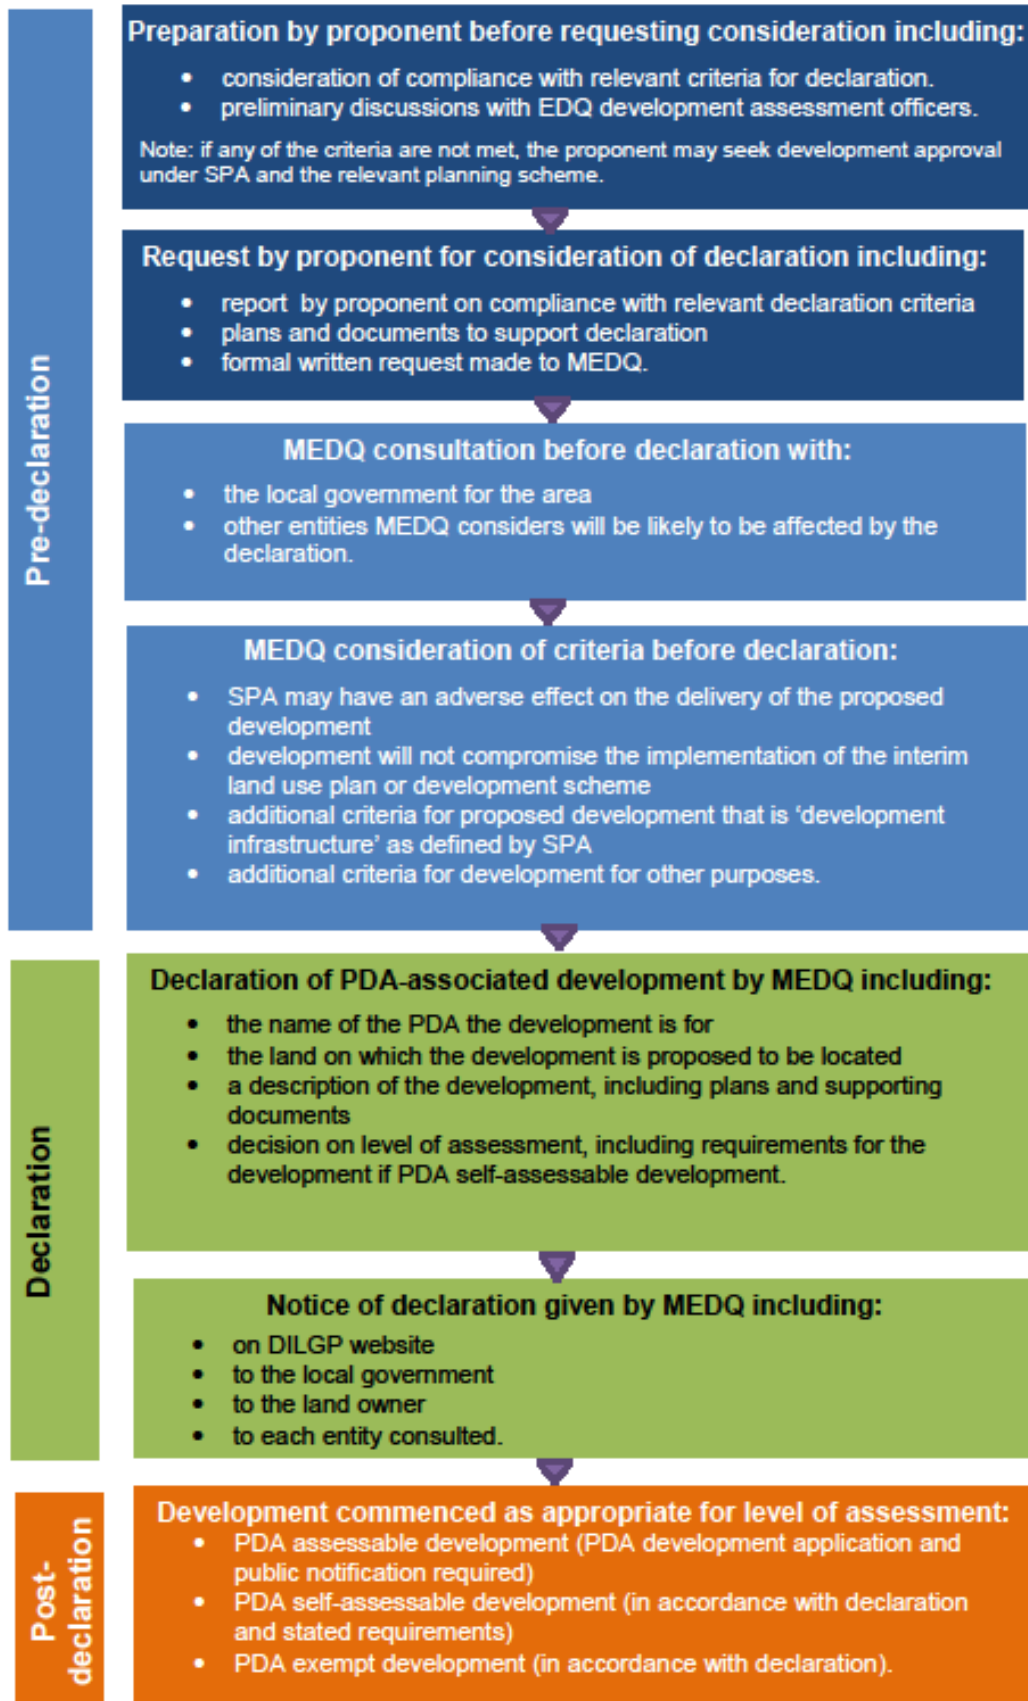 Pre-declaration
Preparation by proponent before requesting consideration including:
• consideration of compliance with relevant criteria for declaration.
• preliminary discussions with EDQ development assessment officers.
Note: if any of the criteria are not met, the proponent may seek development approval
under SPA and the relevant planning scheme.
Request by proponent for consideration of declaration including:
• report by proponent on compliance with relevant declaration criteria
• plans and documents to support declaration
• formal written request made to MEDQ.
MEDQ consultation before declaration with:
• the local government for the area
• other entities MEDQ considers will be likely to be affected by the
declaration.
MEDQ consideration of criteria before declaration:
• SPA may have an adverse effect on the delivery of the proposed
development
• development will not compromise the implementation of the interim
land use plan or development scheme
• additional criteria for proposed development that is ‘development
infrastructure’ as defined by SPA
• additional criteria for development for other purposes.
Declaration
Declaration of PDA-associated development by MEDQ including:
• the name of the PDA the development is for
• the land on which the development is proposed to be located
• a description of the development, including plans and supporting
documents
• decision on level of assessment, including requirements for the
development if PDA self-assessable development.
Notice of declaration given by MEDQ including:
• on DILGP website
• to the local government
• to the land owner
• to each entity consulted.
Post-
declaration
Development commenced as appropriate for level of assessment:
• PDA assessable development (PDA development application and
public notification required)
• PDA self-assessable development (in accordance with declaration
and stated requirements)
• PDA exempt development (in accordance with declaration).